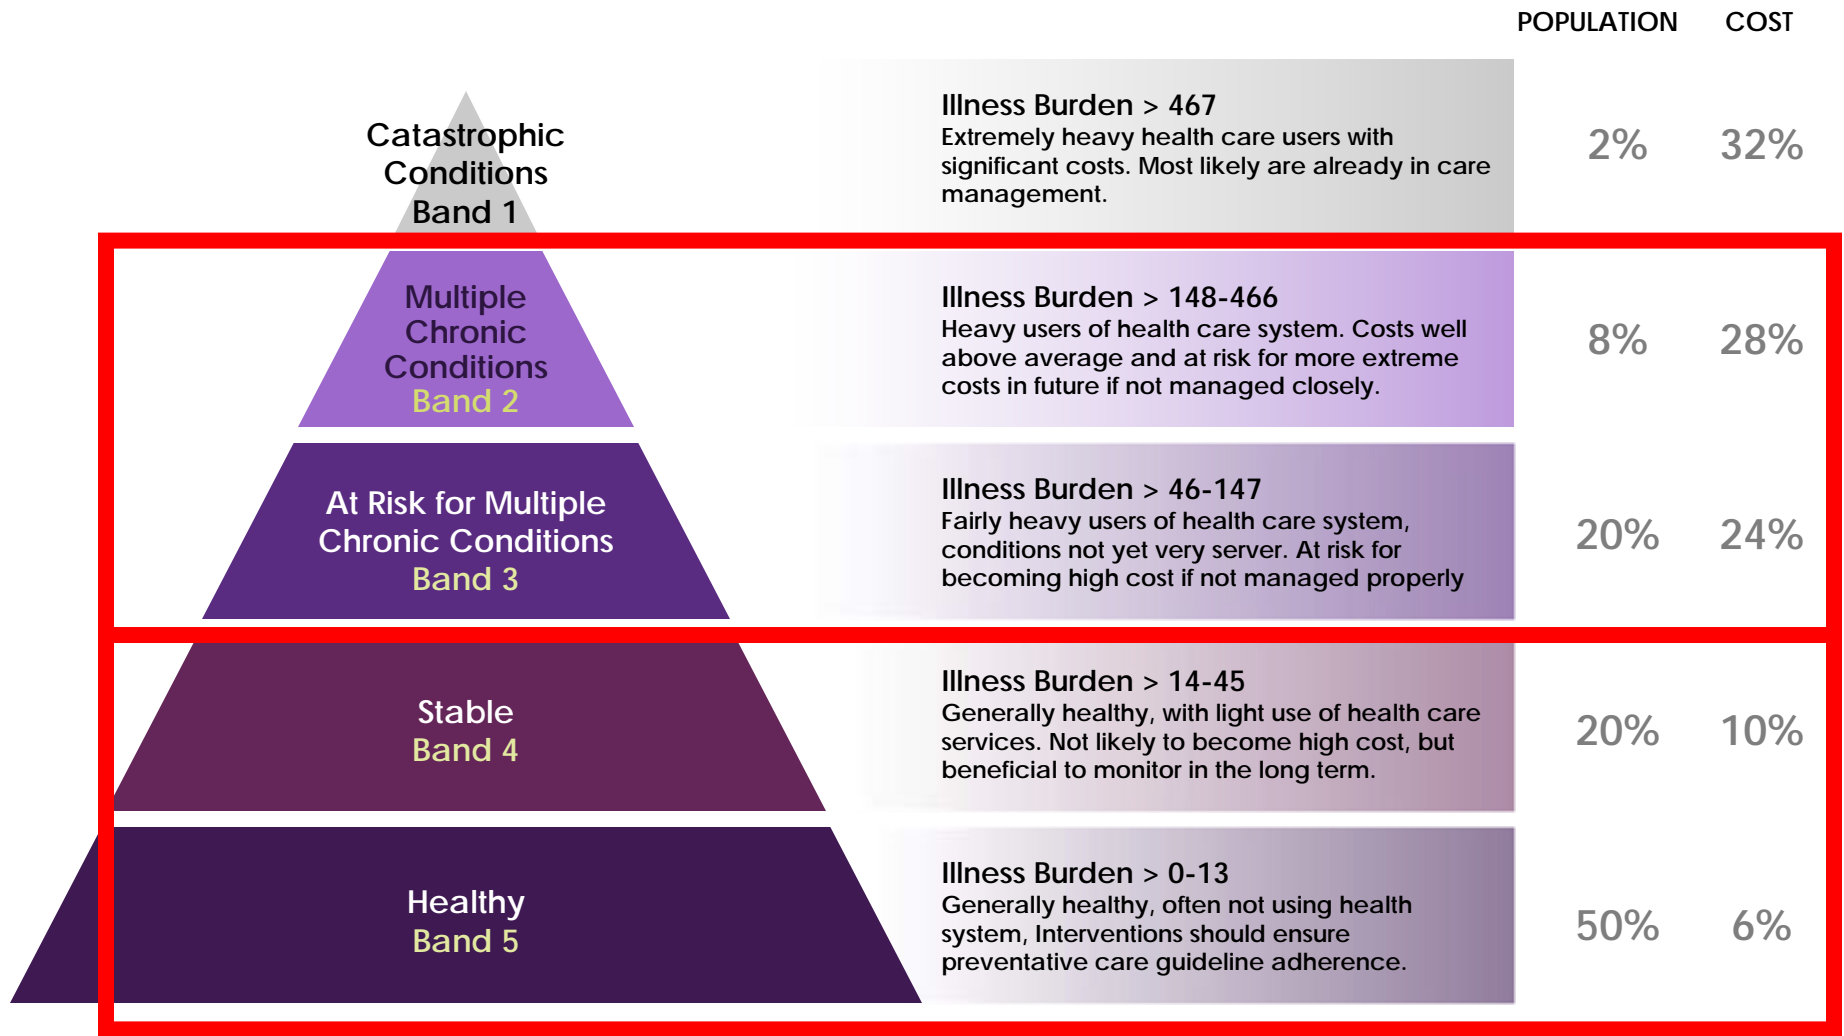 POPULATION COST
Catastrophic
Conditions
Band 1
Illness Burden > 467
Extremely heavy health care users with
significant costs. Most likely are already in care
management.
2% 32%
Multiple
Chronic
Conditions
Band 2
Illness Burden > 148-466
Heavy users of health care system. Costs well
above average and at risk for more extreme
costs in future if not managed closely.
8% 28%
At Risk for Multiple
Chronic Conditions
Band 3
Illness Burden > 46-147
Fairly heavy users of health care system,
conditions not yet very server. At risk for
becoming high cost if not managed properly
20% 24%
Stable
Band 4
Illness Burden > 14-45
Generally healthy, with light use of health care
services. Not likely to become high cost, but
beneficial to monitor in the long term.
20% 10%
Healthy
Band 5
Illness Burden > 0-13
Generally healthy, often not using health
system, Interventions should ensure
preventative care guideline adherence.
50% 6%